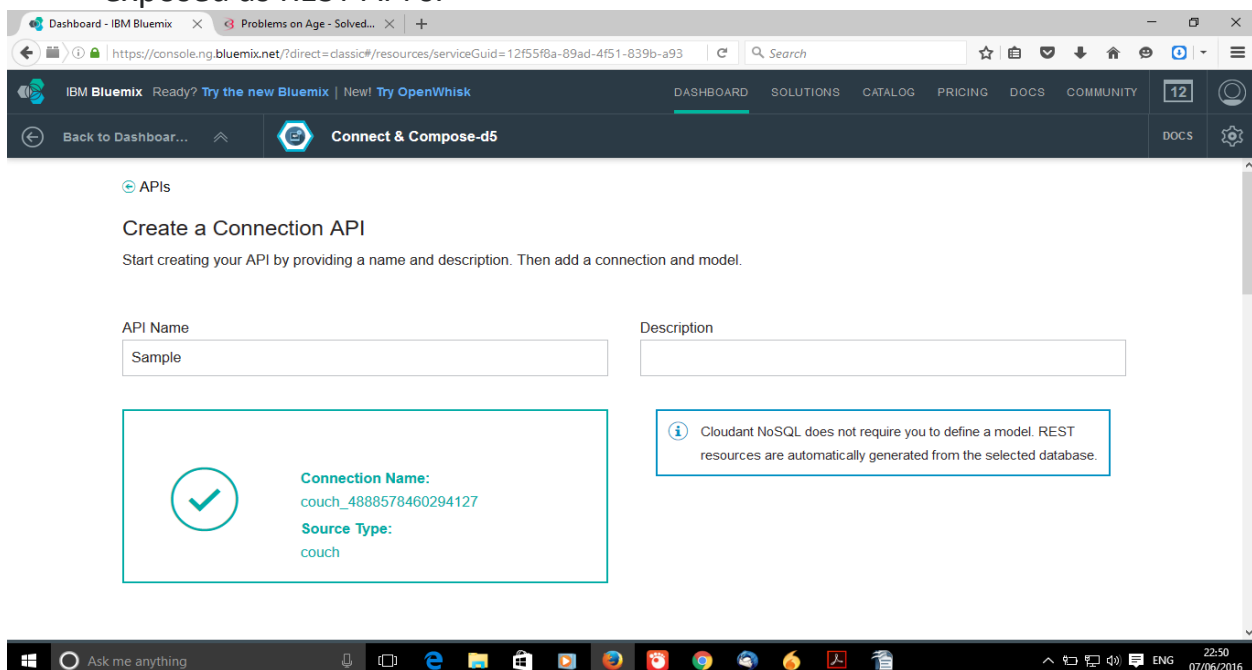 exposed as REST API's.
Dashboard - IBM Bluemix
Problems on Age - Solved...
https://console.ng.bluemix.net/?direct=classic#/resources/serviceGuid=12f55f8a-89ad-4f51-839b-a93
Search
IBM Bluemix Ready? Try the new Bluemix | New! Try OpenWhisk
DASHBOARD SOLUTIONS CATALOG PRICING DOCS COMMUNITY 12
Back to Dashboar...
Connect & Compose-d5
DOCS
APIs
Create a Connection API
Start creating your API by providing a name and description. Then add a connection and model.
API Name
Description
Sample
Cloudant NoSQL does not require you to define a model. REST
resources are automatically generated from the selected database.
Connection Name:
couch_4888578460294127
Source Type:
couch
Ask me anything
ENG
22:50
07/06/2016